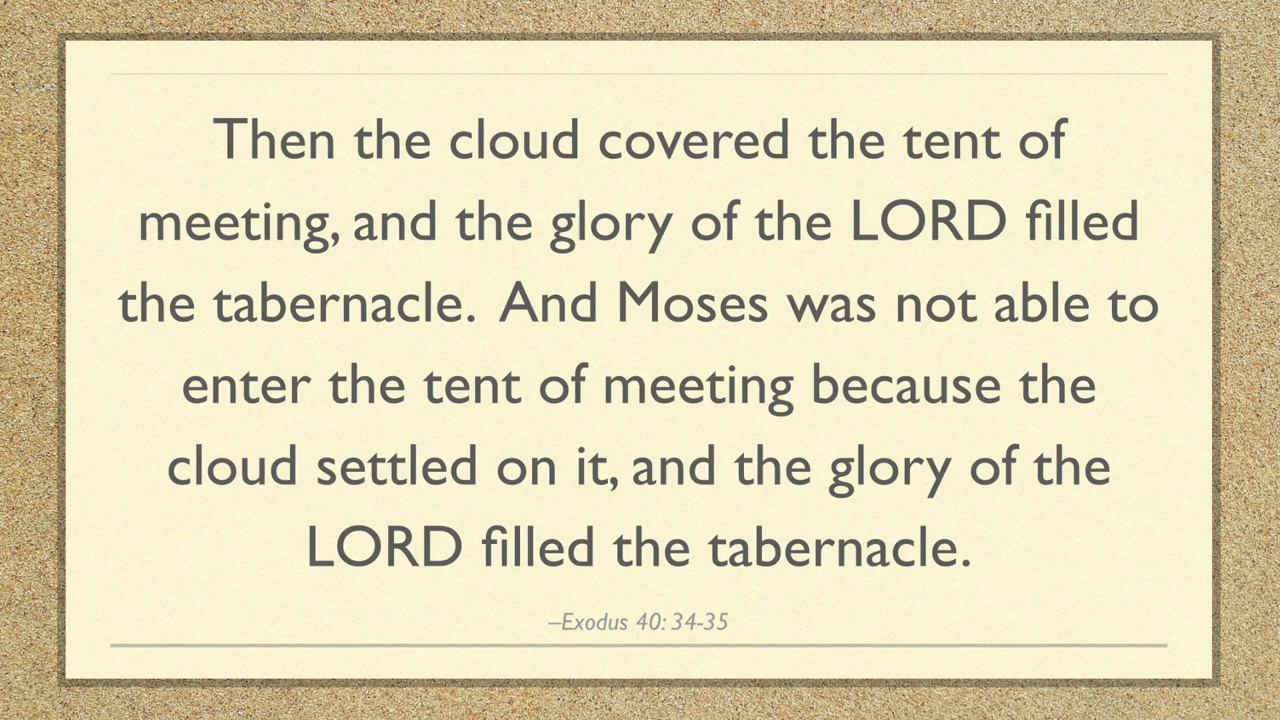 Then the cloud covered the tent of
meeting, and the glory of the LORD filled
the tabernacle.  And Moses was not able to
enter the tent of meeting because the
cloud settled on it, and the glory of the
LORD filled the tabernacle.
–Exodus 40: 34-35